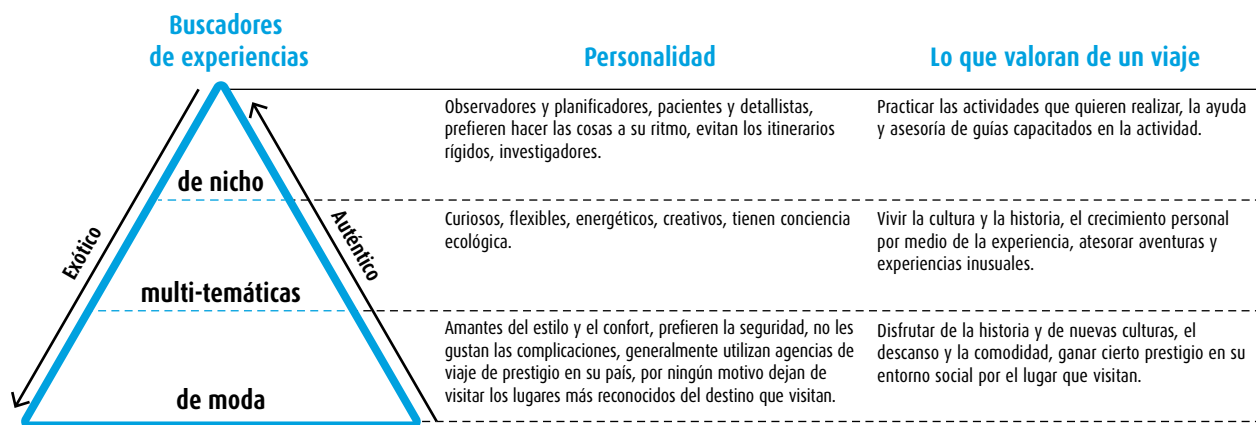 Buscadores
de experiencias
Personalidad
Lo que valoran de un viaje
de nicho
Observadores y planificadores, pacientes y detallistas,
prefieren hacer las cosas a su ritmo, evitan los itinerarios
rígidos, investigadores.
Practicar las actividades que quieren realizar, la ayuda
y asesoría de guías capacitados en la actividad.
Exótico
Auténtico
multi-temáticas
Curiosos, flexibles, energéticos, creativos, tienen conciencia
ecológica.
Vivir la cultura y la historia, el crecimiento personal
por medio de la experiencia, atesorar aventuras y
experiencias inusuales.
de moda
Amantes del estilo y el confort, prefieren la seguridad, no les
gustan las complicaciones, generalmente utilizan agencias de
viaje de prestigio en su país, por ningún motivo dejan de
visitar los lugares más reconocidos del destino que visitan.
Disfrutar de la historia y de nuevas culturas, el
descanso y la comodidad, ganar cierto prestigio en su
entorno social por el lugar que visitan.